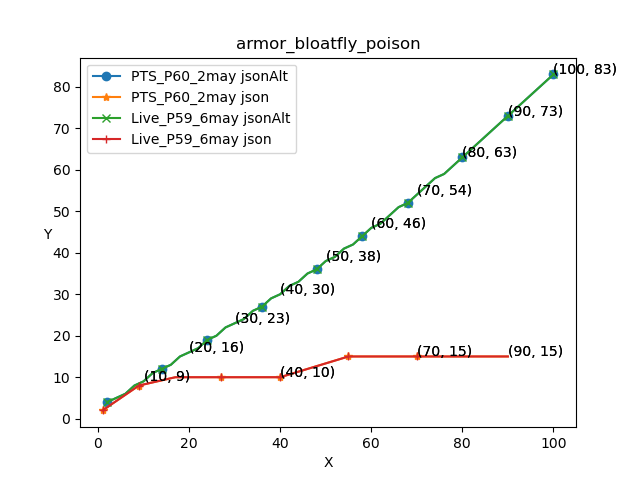 armor_bloatfly_poison
PTS_P60_2may jsonAlt
PTS_P60_2may json
Live_P59_6may jsonAlt
Live_P59_6may json
(100, 83)
(90, 73)
(80, 63)
(70, 54)
(60, 46)
(50, 38)
(40, 30)
(30, 23)
(20, 16)
(10, 9)
(40, 10)
(70, 15)
(90, 15)
Y
80
70
60
50
40
30
20
10
0
0 20 40 60 80 100
X